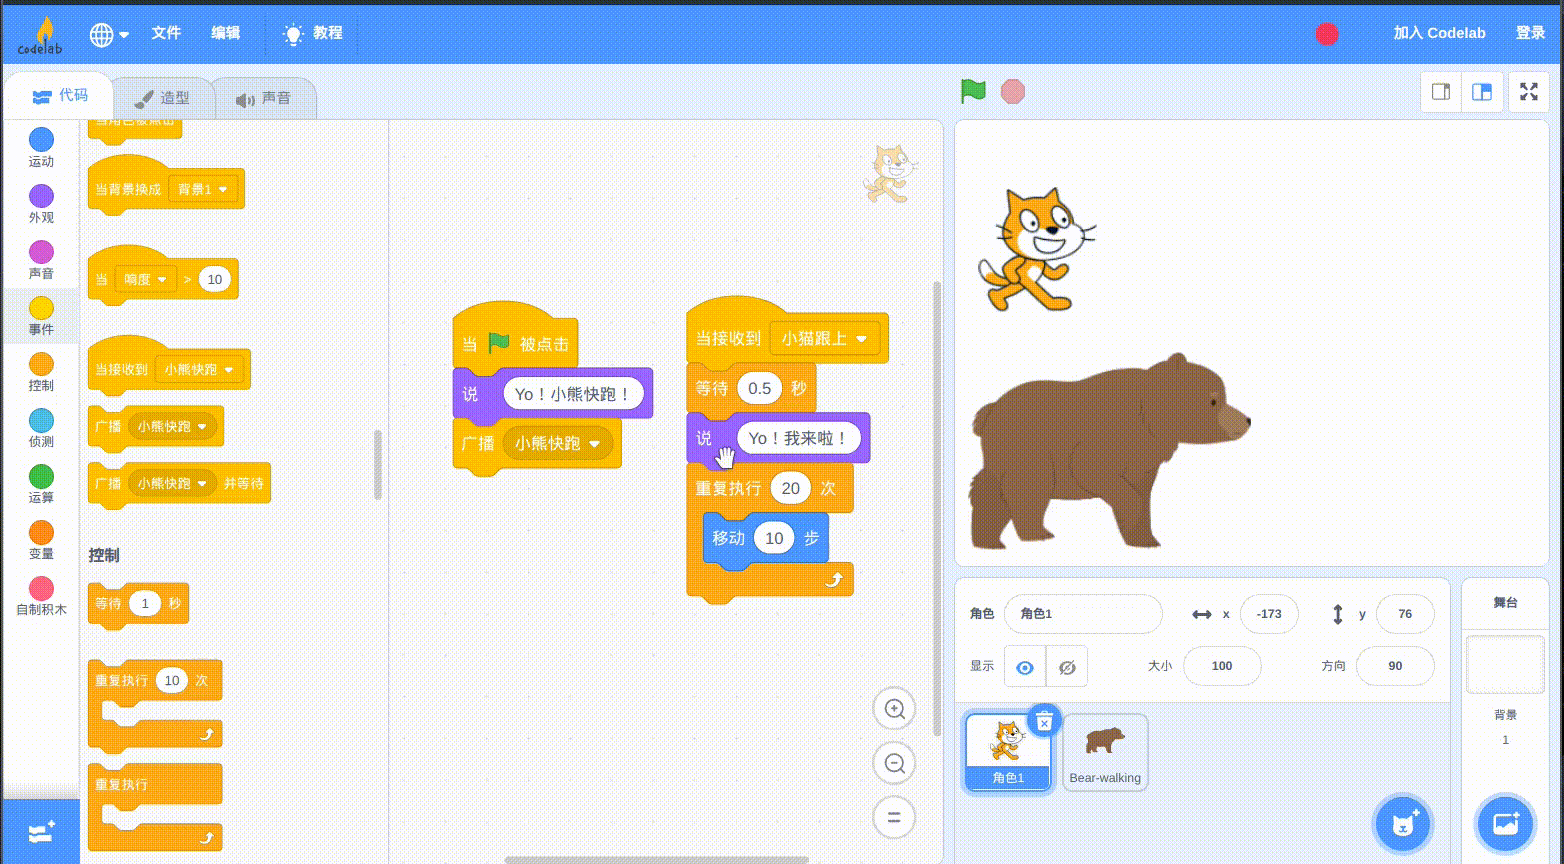 codelab
文件
编辑
教程
加入 Codelab
登录
代码
造型
声音
运动
外观
声音
事件
控制
侦测
运算
变量
自制积木
当角色被点击
当背景换成 背景1
当 响度 > 10
当接收到 小熊快跑
广播 小熊快跑
广播 小熊快跑 并等待
控制
等待 1 秒
重复执行 10 次
重复执行
当 被点击
说 Yo！小熊快跑！
广播 小熊快跑
当接收到 小猫跟上
等待 0.5 秒
说 Yo！我来啦！
重复执行 20 次
移动 10 步
角色 角色1 x -173 y 76
显示 大小 100 方向 90
角色1
Bear-walking
舞台
背景
1